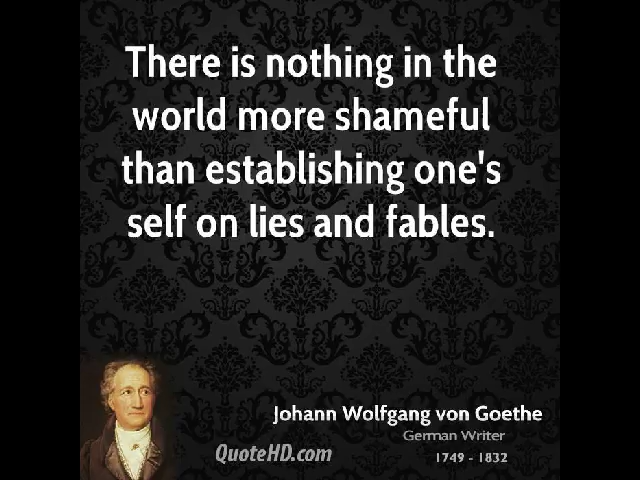 There is nothing in the
world more shameful
than establishing one's
self on lies and fables.
Johann Wolfgang von Goethe
German Writer
QuoteHD.com
1749 - 1832